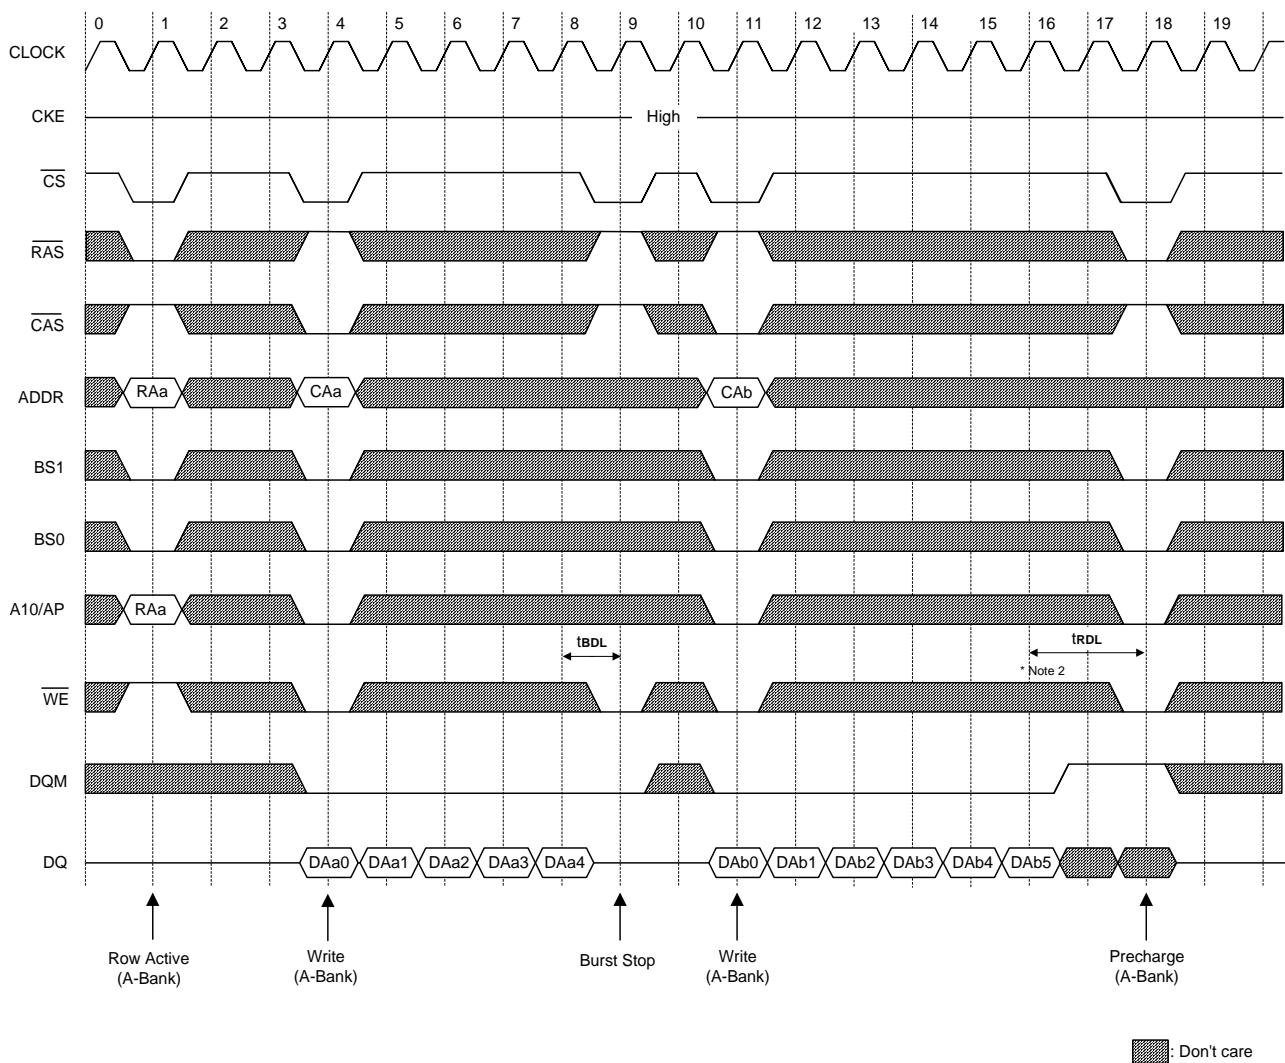 0 1 2 3 4 5 6 7 8 9 10 11 12 13 14 15 16 17 18 19
CLOCK
CKE High
CS
RAS
CAS
ADDR RAa CAa CAb
BS1
BS0
A10/AP RAa
tBDL tRDL
* Note 2
WE
DQM
DQ DAa0 DAa1 DAa2 DAa3 DAa4 DAb0 DAb1 DAb2 DAb3 DAb4 DAb5
Row Active
(A-Bank)
Write
(A-Bank)
Burst Stop
Write
(A-Bank)
Precharge
(A-Bank)
: Don't care